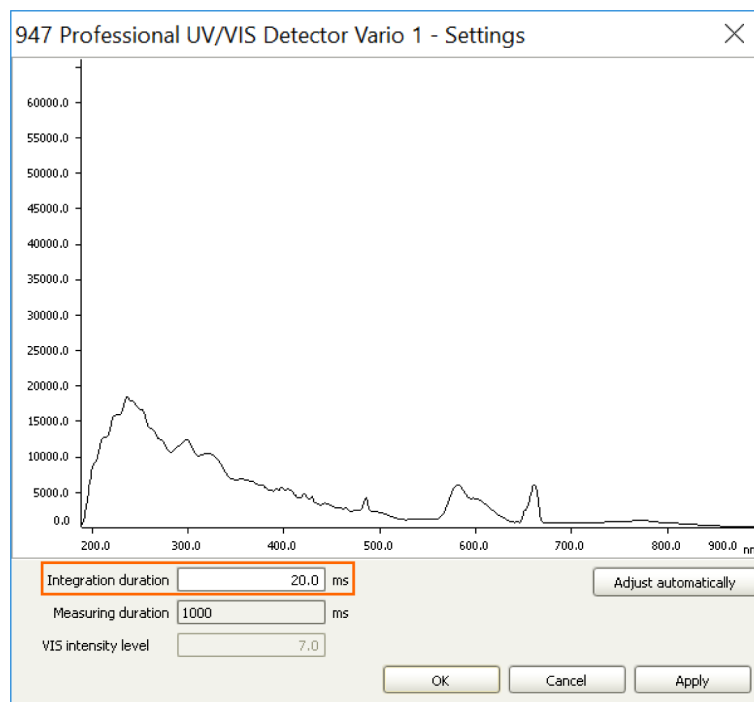 947 Professional UV/VIS Detector Vario 1 - Settings
60000.0
55000.0
50000.0
45000.0
40000.0
35000.0
30000.0
25000.0
20000.0
15000.0
10000.0
5000.0
0.0
200.0 300.0 400.0 500.0 600.0 700.0 800.0 900.0 nm
Integration duration 20.0 ms Adjust automatically
Measuring duration 1000 ms
VIS intensity level 7.0
OK Cancel Apply